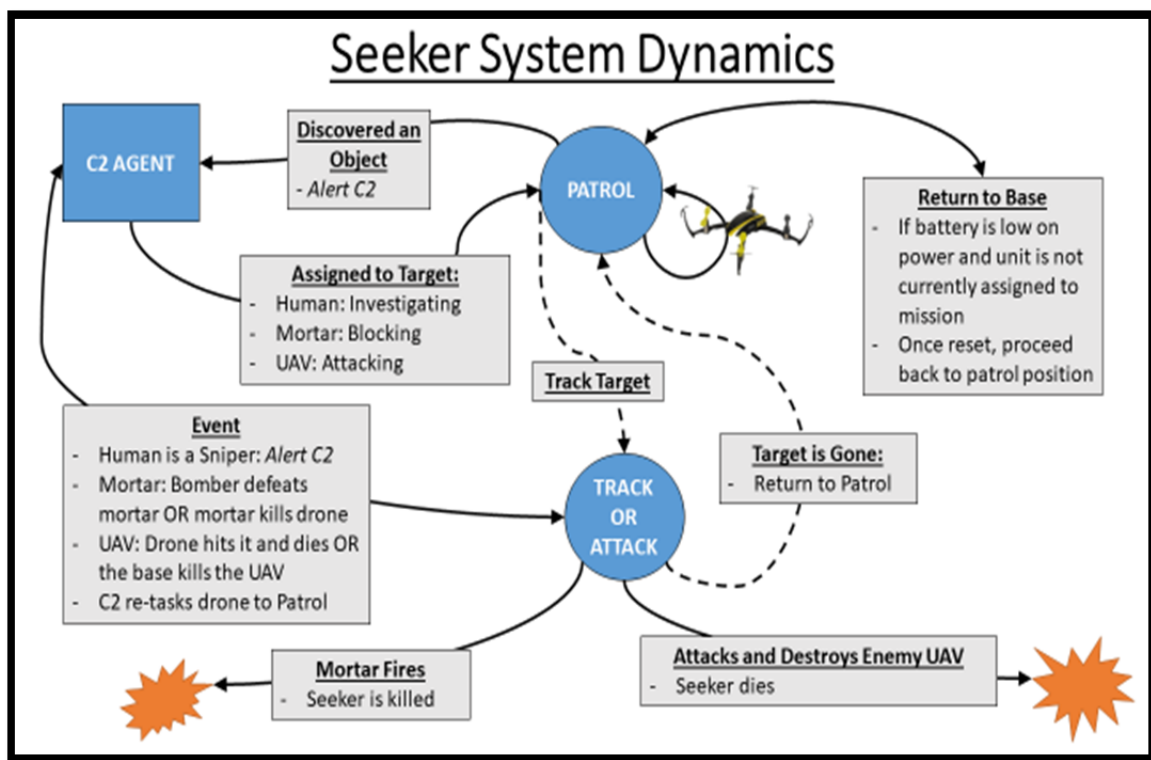 Seeker System Dynamics
C2 AGENT
Discovered an
Object
- Alert C2
PATROL
Return to Base
- If battery is low on
power and unit is not
currently assigned to
mission
- Once reset, proceed
back to patrol position
Assigned to Target:
- Human: Investigating
- Mortar: Blocking
- UAV: Attacking
Track Target
Event
- Human is a Sniper: Alert C2
- Mortar: Bomber defeats
mortar OR mortar kills drone
- UAV: Drone hits it and dies OR
the base kills the UAV
- C2 re-tasks drone to Patrol
TRACK
OR
ATTACK
Target is Gone:
- Return to Patrol
Mortar Fires
- Seeker is killed
Attacks and Destroys Enemy UAV
- Seeker dies